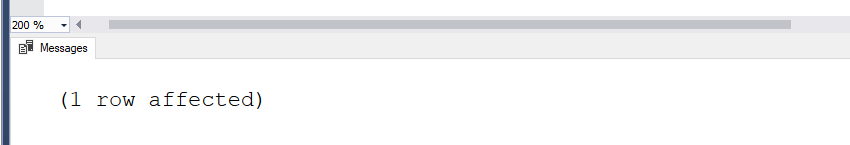 200 %
Messages
(1 row affected)